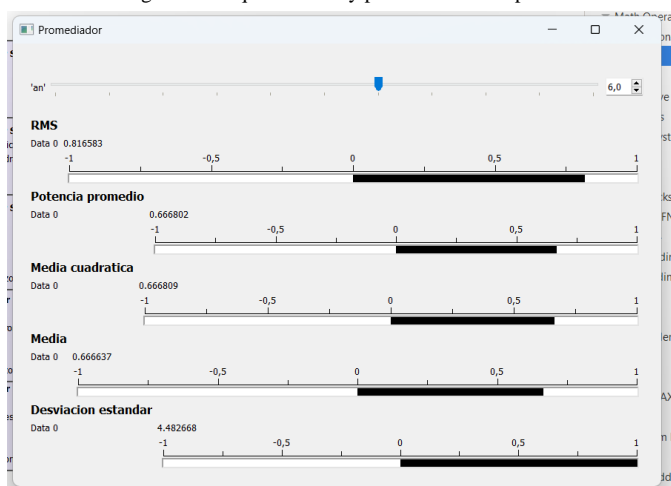 Promediador
'an'
6,0
RMS
Data 0 0.816583
-1 -0,5 0 0,5 1
Potencia promedio
Data 0 0.666802
-1 -0,5 0 0,5 1
Media cuadratica
Data 0 0.666809
-1 -0,5 0 0,5 1
Media
Data 0 0.666637
-1 -0,5 0 0,5 1
Desviacion estandar
Data 0 4.482668
-1 -0,5 0 0,5 1